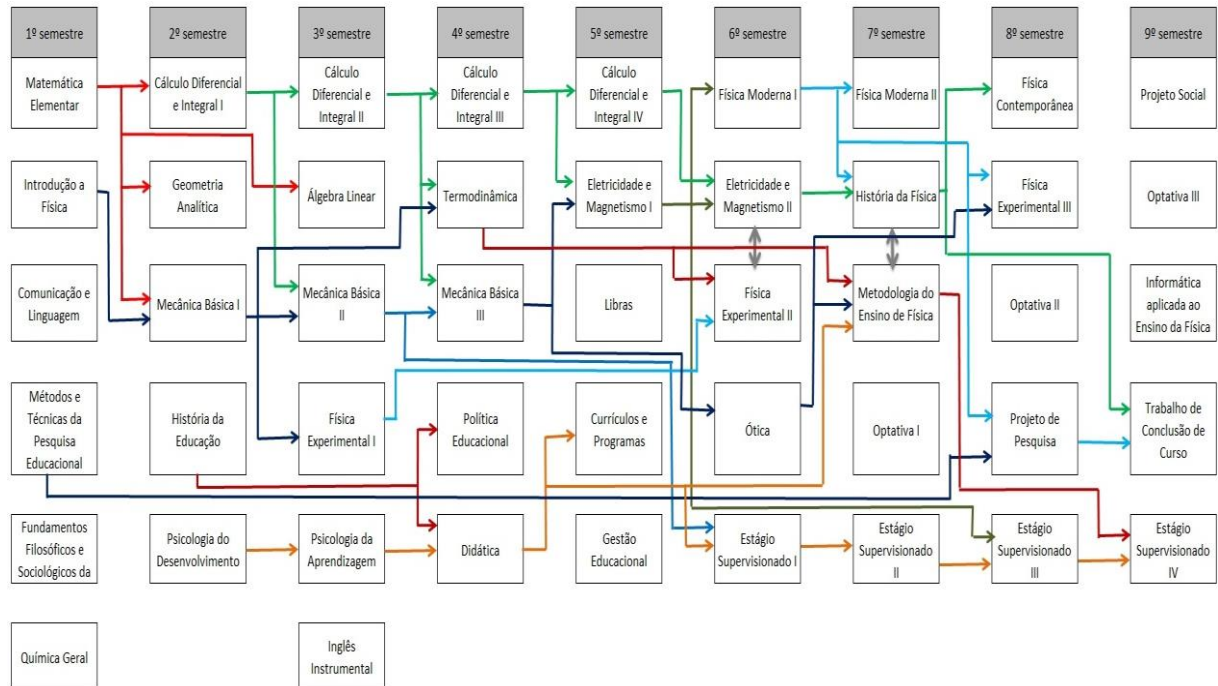 1º semestre
2º semestre
3º semestre
4º semestre
5º semestre
6º semestre
7º semestre
8º semestre
9º semestre
Matemática
Elementar
Cálculo Diferencial
e Integral I
Cálculo
Diferencial e
Integral II
Cálculo
Diferencial e
Integral III
Cálculo
Diferencial e
Integral IV
Física Moderna I
Física Moderna II
Física
Contemporânea
Projeto Social
Introdução a
Física
Geometria
Analítica
Álgebra Linear
Termodinâmica
Eletricidade e
Magnetismo I
Eletricidade e
Magnetismo II
História da Física
Física
Experimental III
Optativa III
Comunicação e
Linguagem
Mecânica Básica I
Mecânica Básica
II
Mecânica Básica
III
Libras
Física
Experimental II
Metodologia do
Ensino de Física
Optativa II
Informática
aplicada ao
Ensino da Física
Métodos e
Técnicas da
Pesquisa
Educacional
História da
Educação
Física
Experimental I
Política
Educacional
Currículos e
Programas
Ótica
Optativa I
Projeto de
Pesquisa
Trabalho de
Conclusão de
Curso
Fundamentos
Filosóficos e
Sociológicos da
Psicologia do
Desenvolvimento
Psicologia da
Aprendizagem
Didática
Gestão
Educacional
Estágio
Supervisionado I
Estágio
Supervisionado
II
Estágio
Supervisionado
III
Estágio
Supervisionado
IV
Química Geral
Inglês
Instrumental